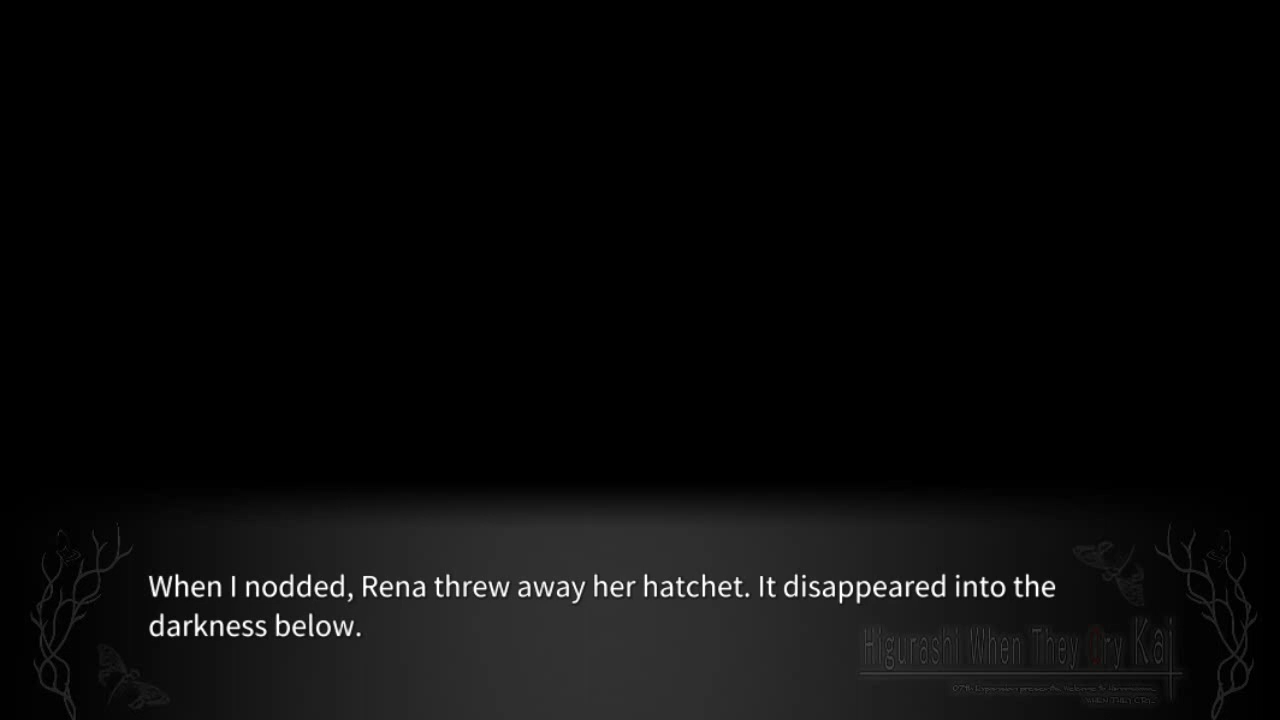 When I nodded, Rena threw away her hatchet. It disappeared into the
darkness below.
Higurashi When They Cry Kai